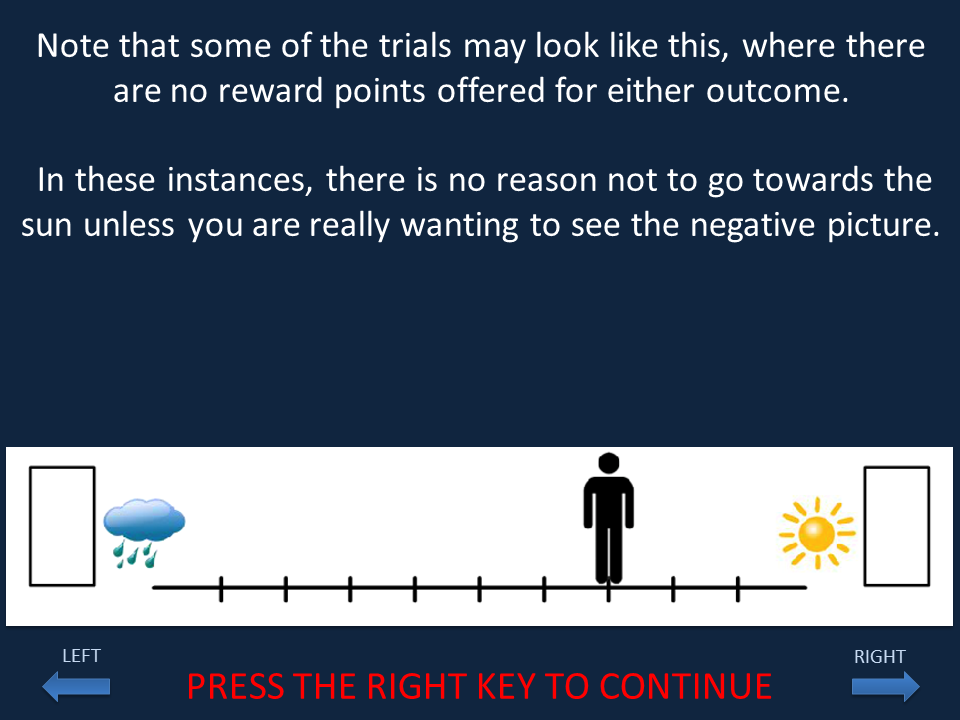 Note that some of the trials may look like this, where there
are no reward points offered for either outcome.
In these instances, there is no reason not to go towards the
sun unless you are really wanting to see the negative picture.
LEFT
RIGHT
PRESS THE RIGHT KEY TO CONTINUE